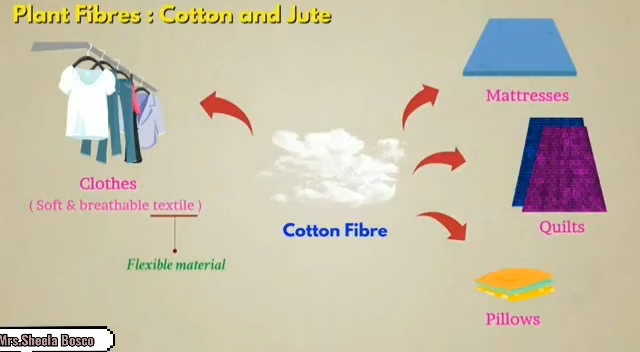 Plant Fibres : Cotton and Jute
Mattresses
Clothes
( Soft & breathable textile )
Cotton Fibre
Quilts
Flexible material
Pillows
Mrs.Sheela Bosco